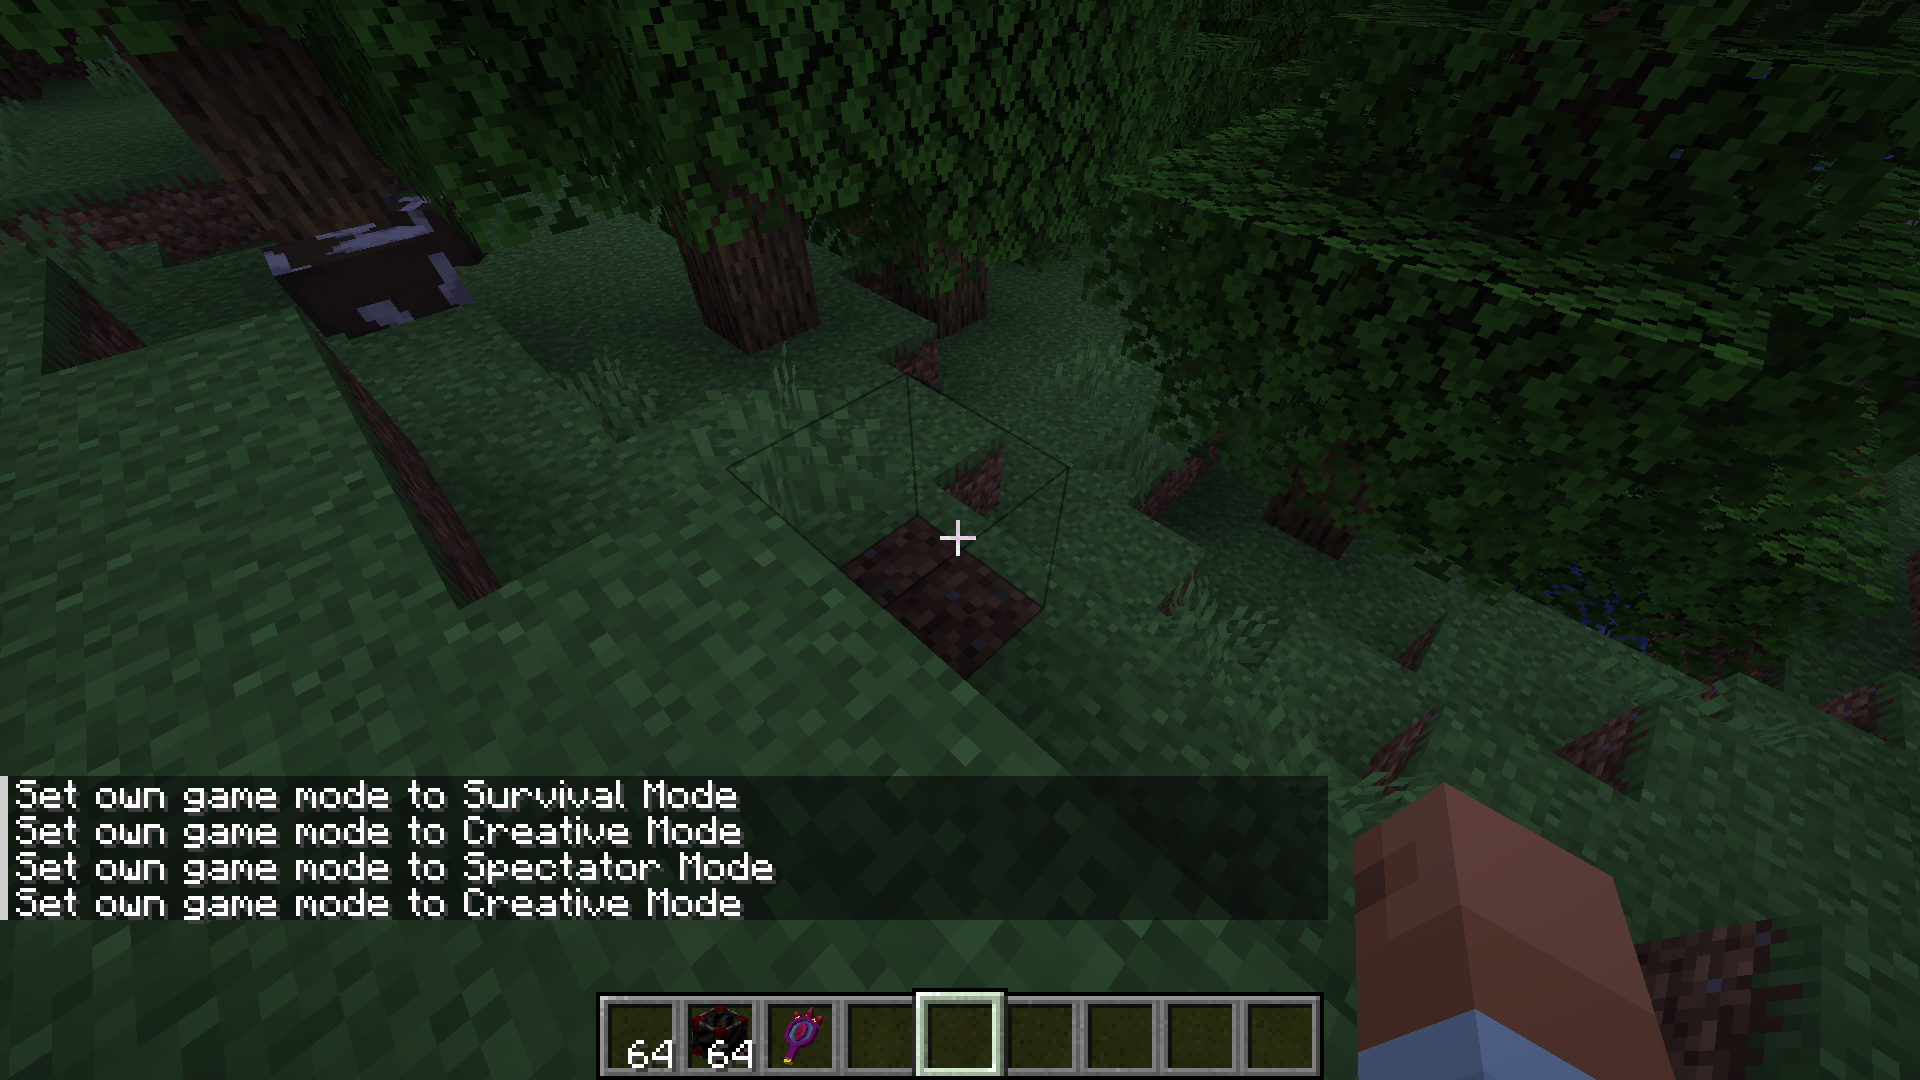 Set own game mode to Survival Mode
Set own game mode to Creative Mode
Set own game mode to Spectator Mode
Set own game mode to Creative Mode
64 64